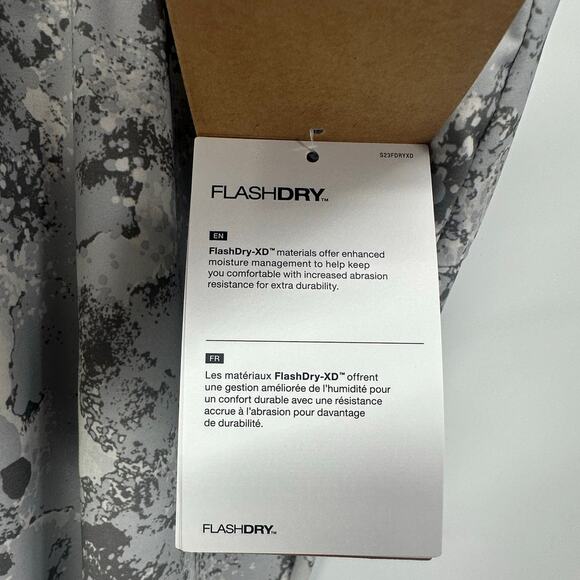 S23FDRYXD
FLASHDRY™
EN
FlashDry-XD™ materials offer enhanced
moisture management to help keep
you comfortable with increased abrasion
resistance for extra durability.
FR
Les matériaux FlashDry-XD™ offrent
une gestion améliorée de l'humidité pour
un confort durable avec une résistance
accrue à l'abrasion pour davantage
de durabilité.
FLASHDRY™